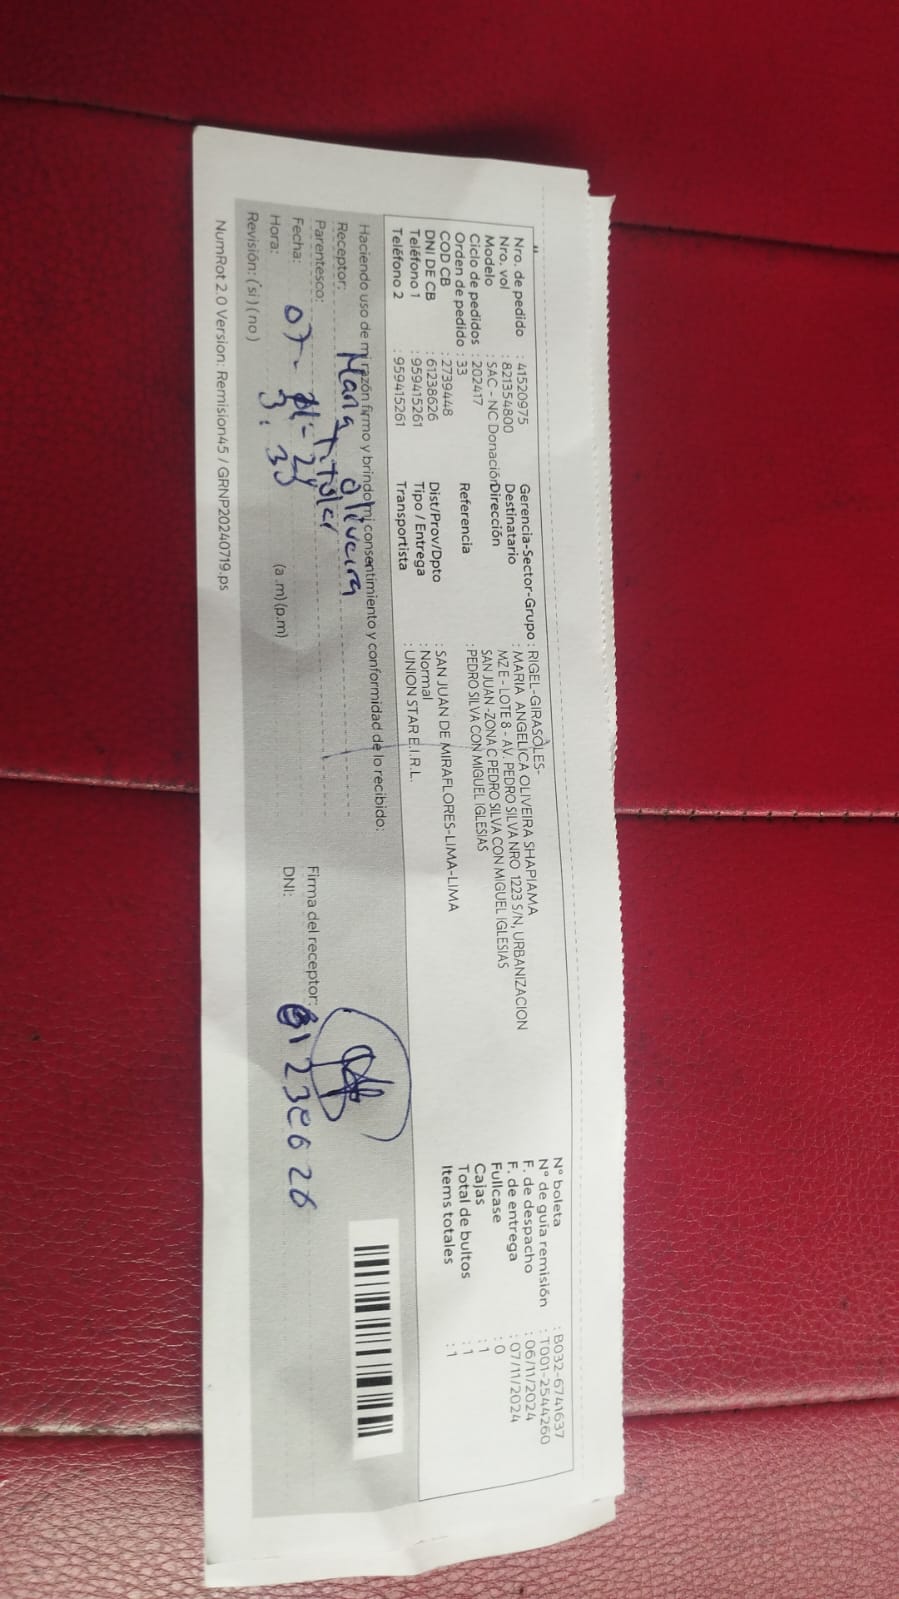 Nro. de pedido : 41520975
Nro. vol : 821354800
Modelo : SAC - NC Donación
Ciclo de pedidos : 202417
Orden de pedido : 33
COD CB : 2739448
DNI DE CB : 61238626
Teléfono 1 : 959415261
Teléfono 2 : 959415261
Gerencia-Sector-Grupo : RIGEL-GIRASOLES-
Destinatario : MARIA ANGELICA OLIVEIRA SHAPIAMA
Dirección MZ E - LOTE 8 - AV. PEDRO SILVA NRO 1223 S/N, URBANIZACION
SAN JUAN -ZONA C PEDRO SILVA CON MIGUEL IGLESIAS
Referencia : PEDRO SILVA CON MIGUEL IGLESIAS
Dist/Prov/Dpto : SAN JUAN DE MIRAFLORES-LIMA-LIMA
Tipo / Entrega : Normal
Transportista : UNION STAR E.I.R.L.
N° boleta : B032-6741637
N° de guía remisión : T001-2544260
F. de despacho : 06/11/2024
F. de entrega : 07/11/2024
Fullcase : 0
Cajas : 1
Total de bultos : 1
Items totales : 1
Haciendo uso de mi razón firmo y brindo mi consentimiento y conformidad de lo recibido:
Receptor: Maria Oliveira
Parentesco: Titular
Fecha: 07-11-24
Hora: 3:33 (a.m)(p.m)
Revisión: (si) (no)
Firma del receptor:
DNI:
NumRot 2.0 Version: Remision45 / GRNP20240719.ps